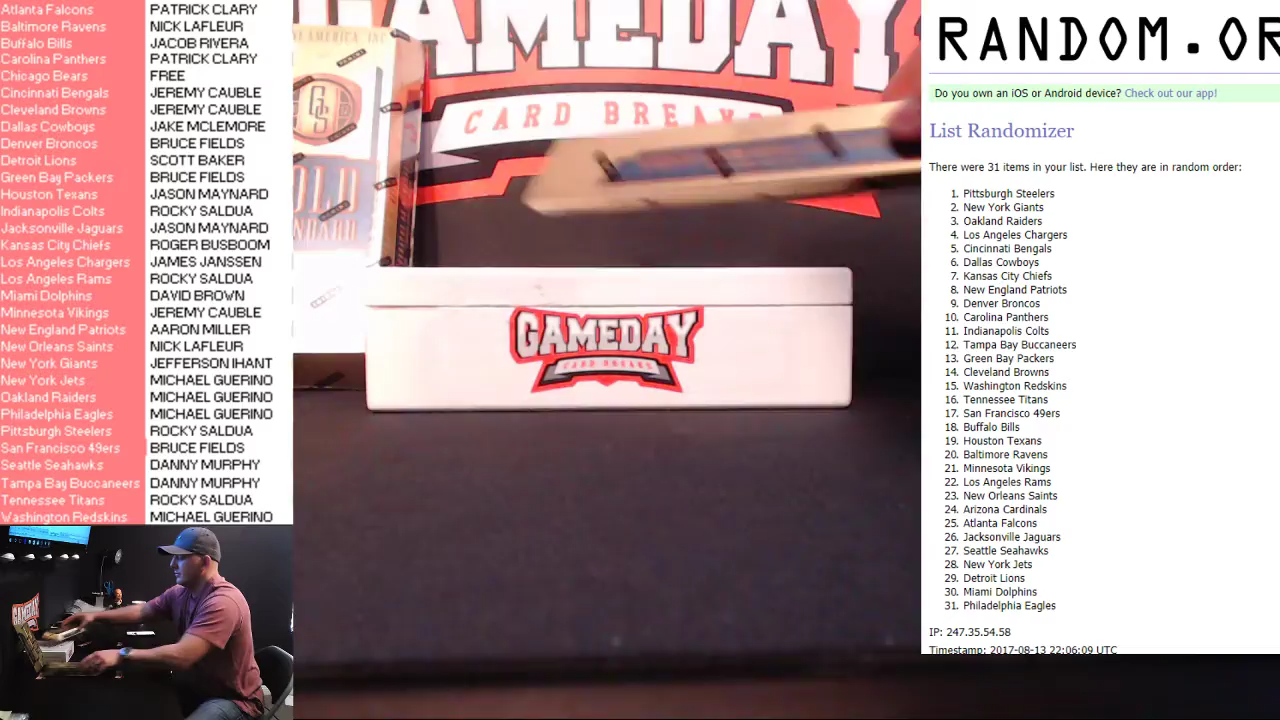 Atlanta Falcons PATRICK CLARY
Baltimore Ravens NICK LAFLEUR
Buffalo Bills JACOB RIVERA
Carolina Panthers PATRICK CLARY
Chicago Bears FREE
Cincinnati Bengals JEREMY CAUBLE
Cleveland Browns JEREMY CAUBLE
Dallas Cowboys JAKE MCLEMORE
Denver Broncos BRUCE FIELDS
Detroit Lions SCOTT BAKER
Green Bay Packers BRUCE FIELDS
Houston Texans JASON MAYNARD
Indianapolis Colts ROCKY SALDUA
Jacksonville Jaguars JASON MAYNARD
Kansas City Chiefs ROGER BUSBOOM
Los Angeles Chargers JAMES JANSSEN
Los Angeles Rams ROCKY SALDUA
Miami Dolphins DAVID BROWN
Minnesota Vikings JEREMY CAUBLE
New England Patriots AARON MILLER
New Orleans Saints NICK LAFLEUR
New York Giants JEFFERSON IHANT
New York Jets MICHAEL GUERINO
Oakland Raiders MICHAEL GUERINO
Philadelphia Eagles MICHAEL GUERINO
Pittsburgh Steelers ROCKY SALDUA
San Francisco 49ers BRUCE FIELDS
Seattle Seahawks DANNY MURPHY
Tampa Bay Buccaneers DANNY MURPHY
Tennessee Titans ROCKY SALDUA
Washington Redskins MICHAEL GUERINO
AMERICA, INC
GS
GAMEDAY
CARD BREAKS
GAMEDAY
CARD BREAKS
RANDOM.OR
Do you own an iOS or Android device? Check out our app!
List Randomizer
There were 31 items in your list. Here they are in random order:
1. Pittsburgh Steelers
2. New York Giants
3. Oakland Raiders
4. Los Angeles Chargers
5. Cincinnati Bengals
6. Dallas Cowboys
7. Kansas City Chiefs
8. New England Patriots
9. Denver Broncos
10. Carolina Panthers
11. Indianapolis Colts
12. Tampa Bay Buccaneers
13. Green Bay Packers
14. Cleveland Browns
15. Washington Redskins
16. Tennessee Titans
17. San Francisco 49ers
18. Buffalo Bills
19. Houston Texans
20. Baltimore Ravens
21. Minnesota Vikings
22. Los Angeles Rams
23. New Orleans Saints
24. Arizona Cardinals
25. Atlanta Falcons
26. Jacksonville Jaguars
27. Seattle Seahawks
28. New York Jets
29. Detroit Lions
30. Miami Dolphins
31. Philadelphia Eagles
IP: 247.35.54.58
Timestamp: 2017-08-13 22:06:09 UTC